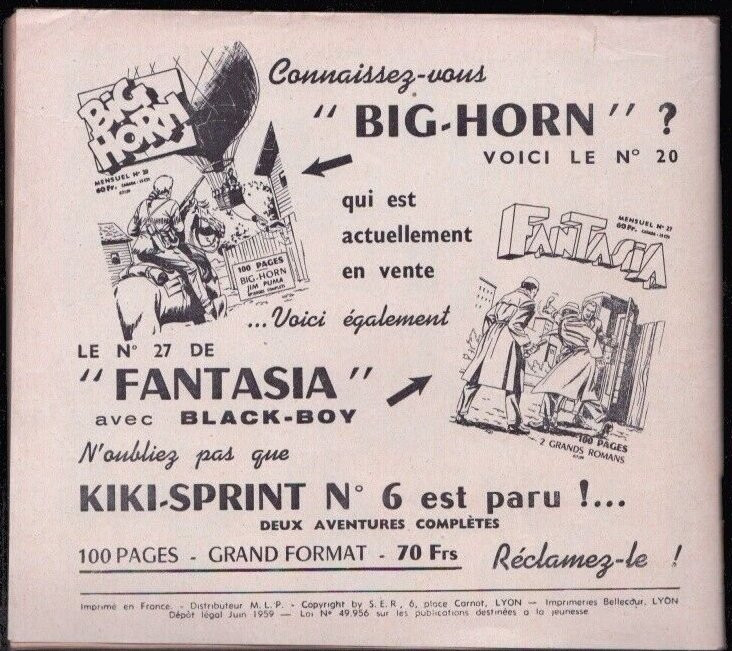 Connaissez-vous
BIG HORN
" BIG-HORN " ?
VOICI LE N° 20
MENSUEL N° 20
60 Fr.
qui est
actuellement
en vente
MENSUEL N° 27
60 Fr.
FANTASIA
100 PAGES
BIG-HORN
JIM PUMA
...Voici également
LE N° 27 DE
" FANTASIA "
avec BLACK-BOY
100 PAGES
2 GRANDS ROMANS
N'oubliez pas que
KIKI-SPRINT N° 6 est paru !...
DEUX AVENTURES COMPLÈTES
100 PAGES - GRAND FORMAT - 70 Frs Réclamez-le !
Imprimé en France. - Distributeur M. L. P. - Copyright by S. E. R., 6, place Carnot, LYON — Imprimeries Bellecour, LYON
Dépôt légal Juin 1959 — Loi N° 49.956 sur les publications destinées à la jeunesse